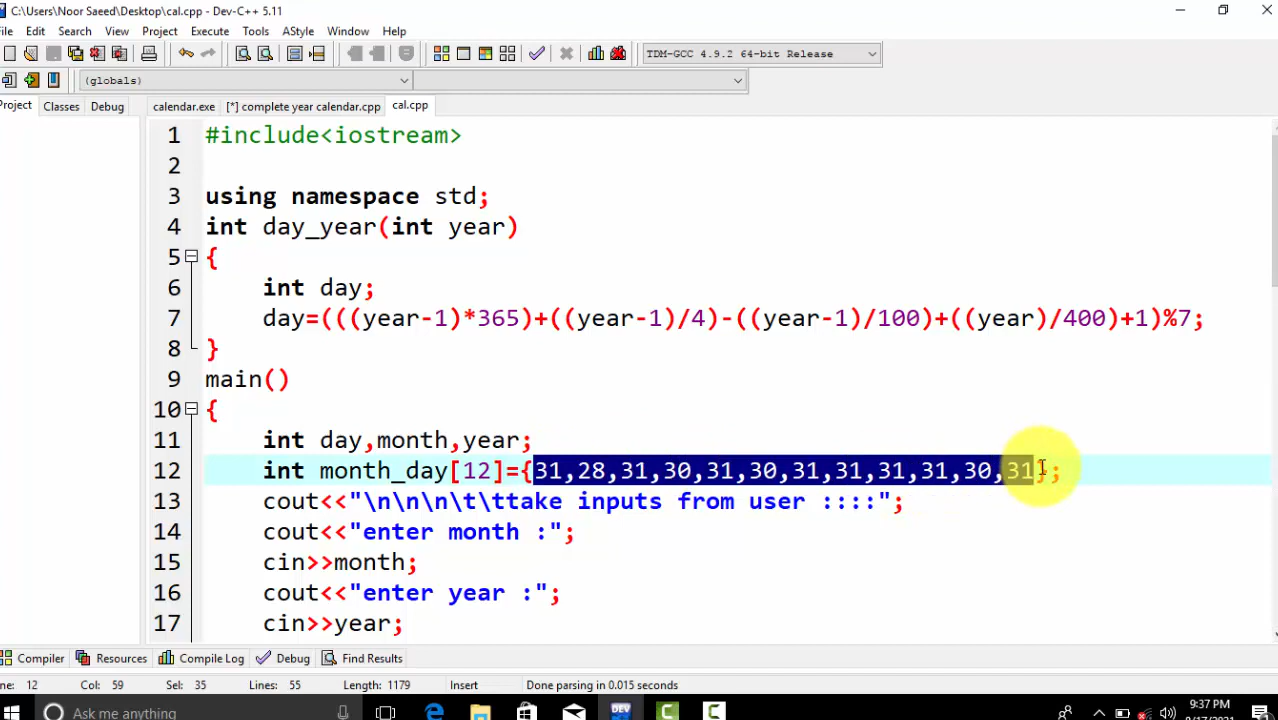 C:\Users\Noor Saeed\Desktop\cal.cpp - Dev-C++ 5.11
File Edit Search View Project Execute Tools AStyle Window Help
TDM-GCC 4.9.2 64-bit Release
(globals)
Project Classes Debug calendar.exe [*] complete year calendar.cpp cal.cpp
1 #include<iostream>
2
3 using namespace std;
4 int day_year(int year)
5 {
6 int day;
7 day=(((year-1)*365)+((year-1)/4)-((year-1)/100)+((year)/400)+1)%7;
8 }
9 main()
10 {
11 int day,month,year;
12 int month_day[12]={31,28,31,30,31,30,31,31,31,31,30,31};
13 cout<<"\n\n\n\t\ttake inputs from user ::::";
14 cout<<"enter month :";
15 cin>>month;
16 cout<<"enter year :";
17 cin>>year;
Compiler Resources Compile Log Debug Find Results
ne: 12 Col: 59 Sel: 35 Lines: 55 Length: 1179 Insert Done parsing in 0.015 seconds
Ask me anything
DEV
9:37 PM